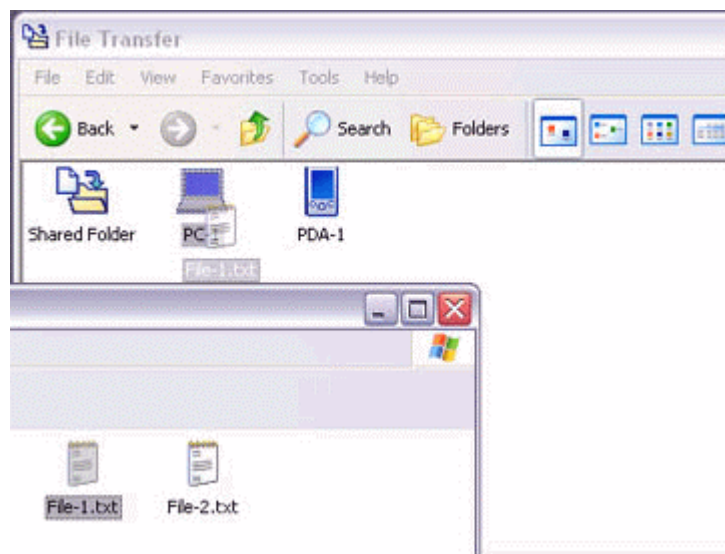 File Transfer
File Edit View Favorites Tools Help
Back Search Folders
Shared Folder PC-1 PDA-1
File-1.txt
File-1.txt File-2.txt